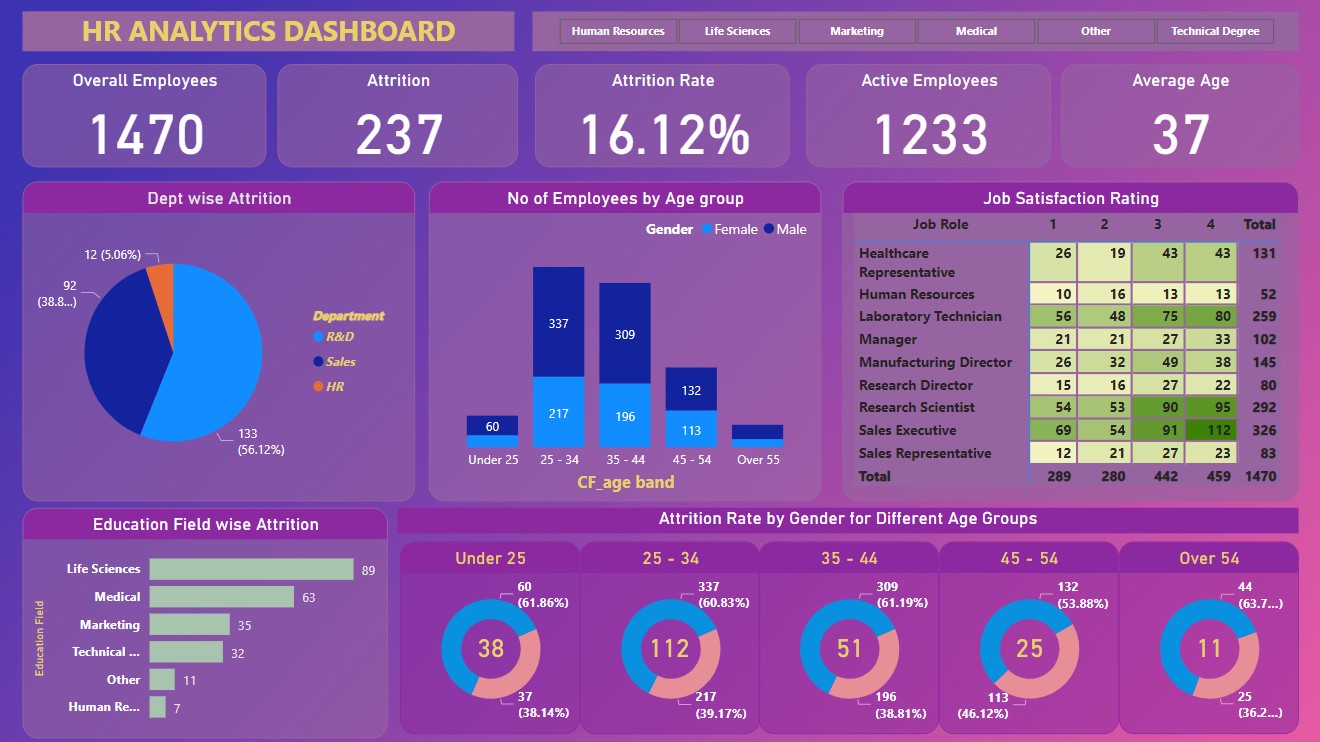 HR ANALYTICS DASHBOARD
Human Resources Life Sciences Marketing Medical Other Technical Degree
Overall Employees
1470
Attrition
237
Attrition Rate
16.12%
Active Employees
1233
Average Age
37
Dept wise Attrition
12 (5.06%)
92
(38.8...)
133
(56.12%)
Department
R&D
Sales
HR
No of Employees by Age group
Gender Female Male
337
309
132
60
217
196
113
Under 25 25 - 34 35 - 44 45 - 54 Over 55
CF_age band
Job Satisfaction Rating
Job Role 1 2 3 4 Total
Healthcare 26 19 43 43 131
Representative
Human Resources 10 16 13 13 52
Laboratory Technician 56 48 75 80 259
Manager 21 21 27 33 102
Manufacturing Director 26 32 49 38 145
Research Director 15 16 27 22 80
Research Scientist 54 53 90 95 292
Sales Executive 69 54 91 112 326
Sales Representative 12 21 27 23 83
Total 289 280 442 459 1470
Education Field wise Attrition
Education Field
Life Sciences 89
Medical 63
Marketing 35
Technical ... 32
Other 11
Human Re... 7
Attrition Rate by Gender for Different Age Groups
Under 25
60
(61.86%)
38
37
(38.14%)
25 - 34
337
(60.83%)
112
217
(39.17%)
35 - 44
309
(61.19%)
51
196
(38.81%)
45 - 54
132
(53.88%)
25
113
(46.12%)
Over 54
44
(63.7...)
11
25
(36.2...)